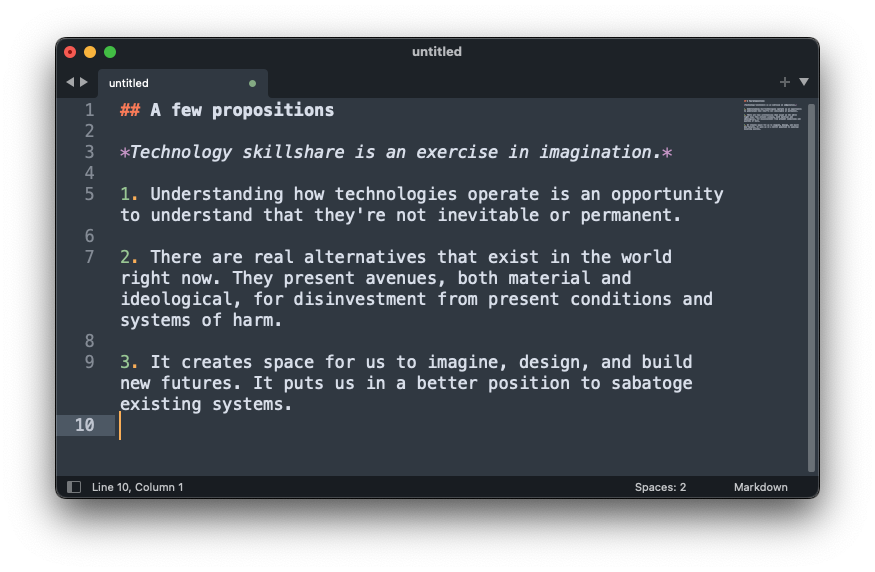 untitled
untitled
1 ## A few propositions
2
3 *Technology skillshare is an exercise in imagination.*
4
5 1. Understanding how technologies operate is an opportunity
to understand that they're not inevitable or permanent.
6
7 2. There are real alternatives that exist in the world
right now. They present avenues, both material and
ideological, for disinvestment from present conditions and
systems of harm.
8
9 3. It creates space for us to imagine, design, and build
new futures. It puts us in a better position to sabatoge
existing systems.
10
Line 10, Column 1 Spaces: 2 Markdown